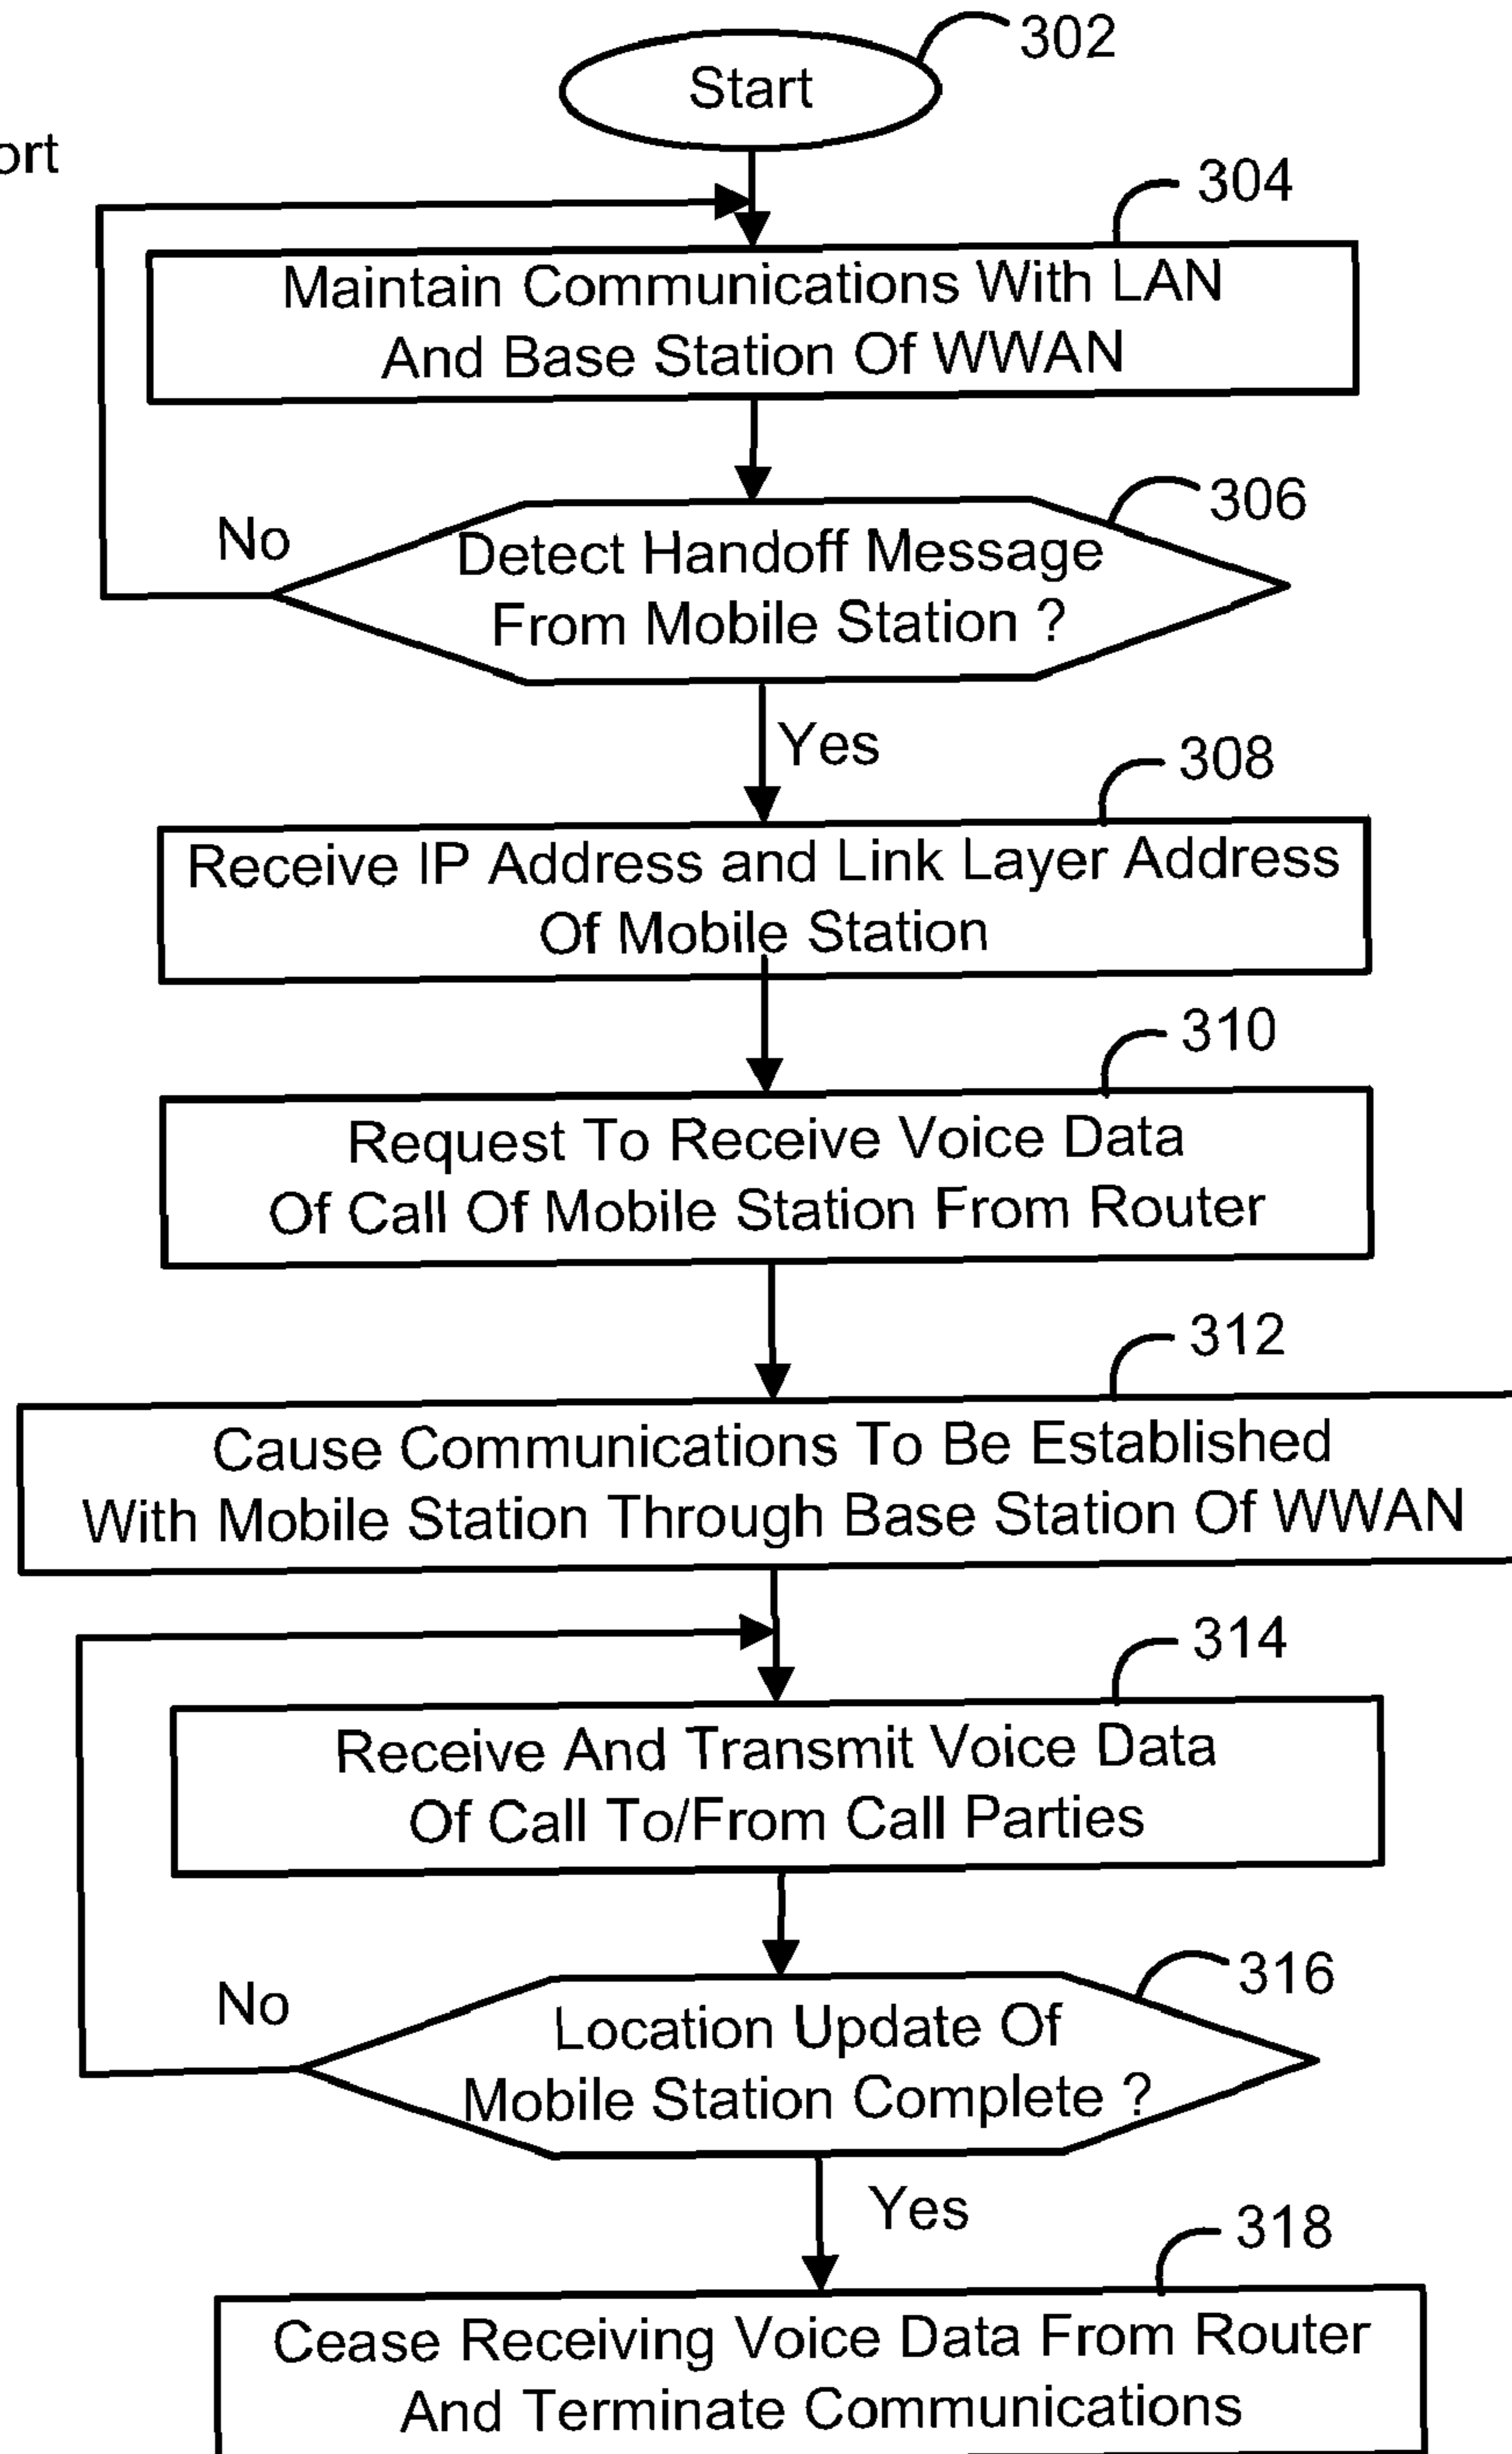 302
Start
ort
304
Maintain Communications With LAN
And Base Station Of WWAN
306
No
Detect Handoff Message
From Mobile Station ?
Yes
308
Receive IP Address and Link Layer Address
Of Mobile Station
310
Request To Receive Voice Data
Of Call Of Mobile Station From Router
312
Cause Communications To Be Established
With Mobile Station Through Base Station Of WWAN
314
Receive And Transmit Voice Data
Of Call To/From Call Parties
316
No
Location Update Of
Mobile Station Complete ?
Yes
318
Cease Receiving Voice Data From Router
And Terminate Communications